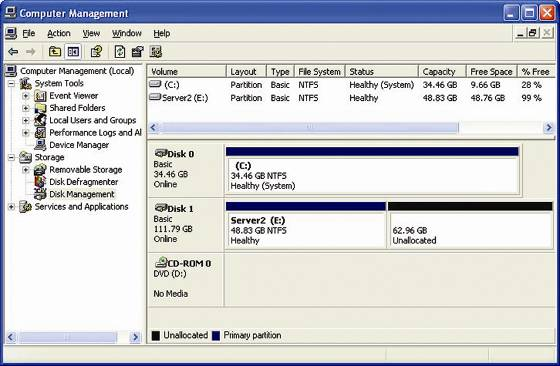 Computer Management
File Action View Window Help
Computer Management (Local)
System Tools
Event Viewer
Shared Folders
Local Users and Groups
Performance Logs and Al
Device Manager
Storage
Removable Storage
Disk Defragmenter
Disk Management
Services and Applications
Volume Layout Type File System Status Capacity Free Space % Free
(C:) Partition Basic NTFS Healthy (System) 34.46 GB 9.66 GB 28 %
Server2 (E:) Partition Basic NTFS Healthy 48.83 GB 48.76 GB 99 %
Disk 0
Basic
34.46 GB
Online
(C:)
34.46 GB NTFS
Healthy (System)
Disk 1
Basic
111.79 GB
Online
Server2 (E:)
48.83 GB NTFS
Healthy
62.96 GB
Unallocated
CD-ROM 0
DVD (D:)
No Media
Unallocated Primary partition